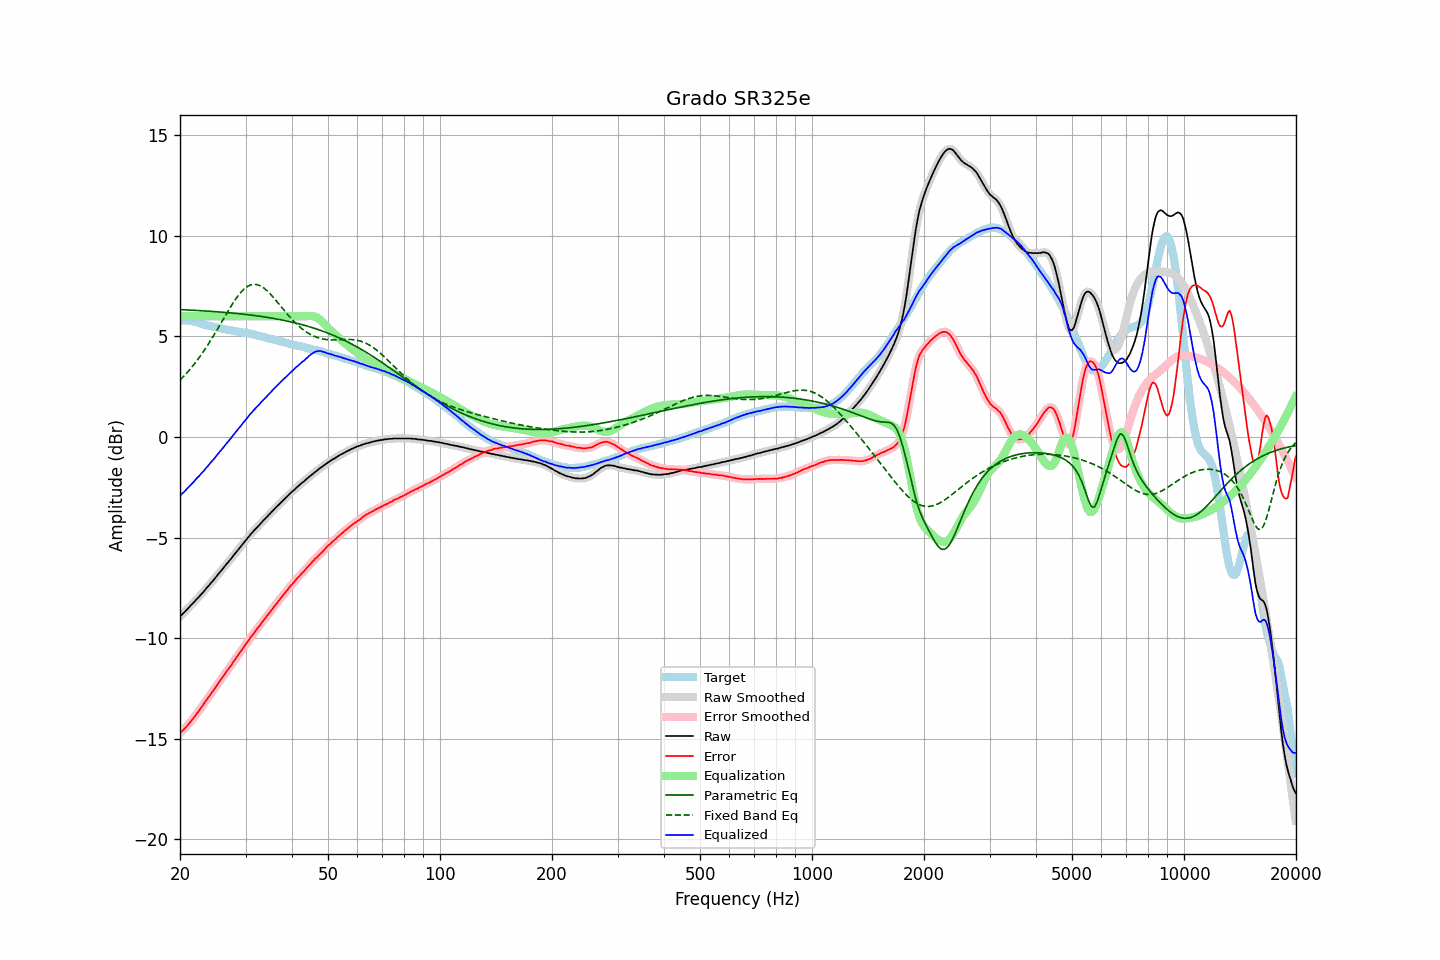 Grado SR325e
15
10
5
0
−5
−10
−15
−20
Amplitude (dBr)
Target
Raw Smoothed
Error Smoothed
Raw
Error
Equalization
Parametric Eq
Fixed Band Eq
Equalized
20
50
100
200
500
1000
2000
5000
10000
20000
Frequency (Hz)